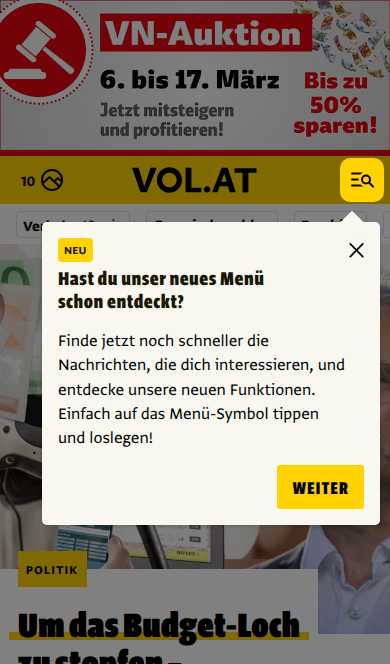 VN-Auktion
6. bis 17. März
Jetzt mitsteigern
und profitieren!
Bis zu
50%
sparen!
10
VOL.AT
NEU
Hast du unser neues Menü
schon entdeckt?
Finde jetzt noch schneller die
Nachrichten, die dich interessieren, und
entdecke unsere neuen Funktionen.
Einfach auf das Menü-Symbol tippen
und loslegen!
WEITER
POLITIK
Um das Budget-Loch
zu stopfen –